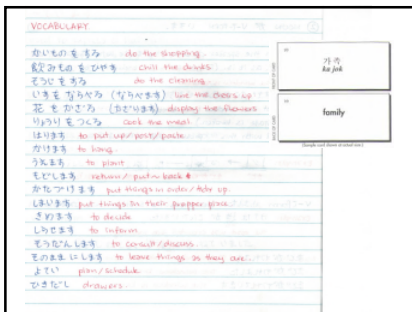 VOCABULARY
かいもの を する do the shopping
飲みもの を ひやす chill the drinks
そうじ を する do the cleaning
いす を ならべる (ならべます) line the chairs up
花 を かざる (かざります) display the flowers
りょうり を つくる cook the meal
はります to put up/post/paste
かけます to hang
うえます to plant
もどします return/put back
かたづけます put things in order/tidy up.
しまいます put things in their propper place
きめます to decide
しらせます to inform
そうだんします to consult/discuss.
そのまま に します to leave things as they are.
よてい plan/schedule
ひきだし drawers.
가족
ka jok
family